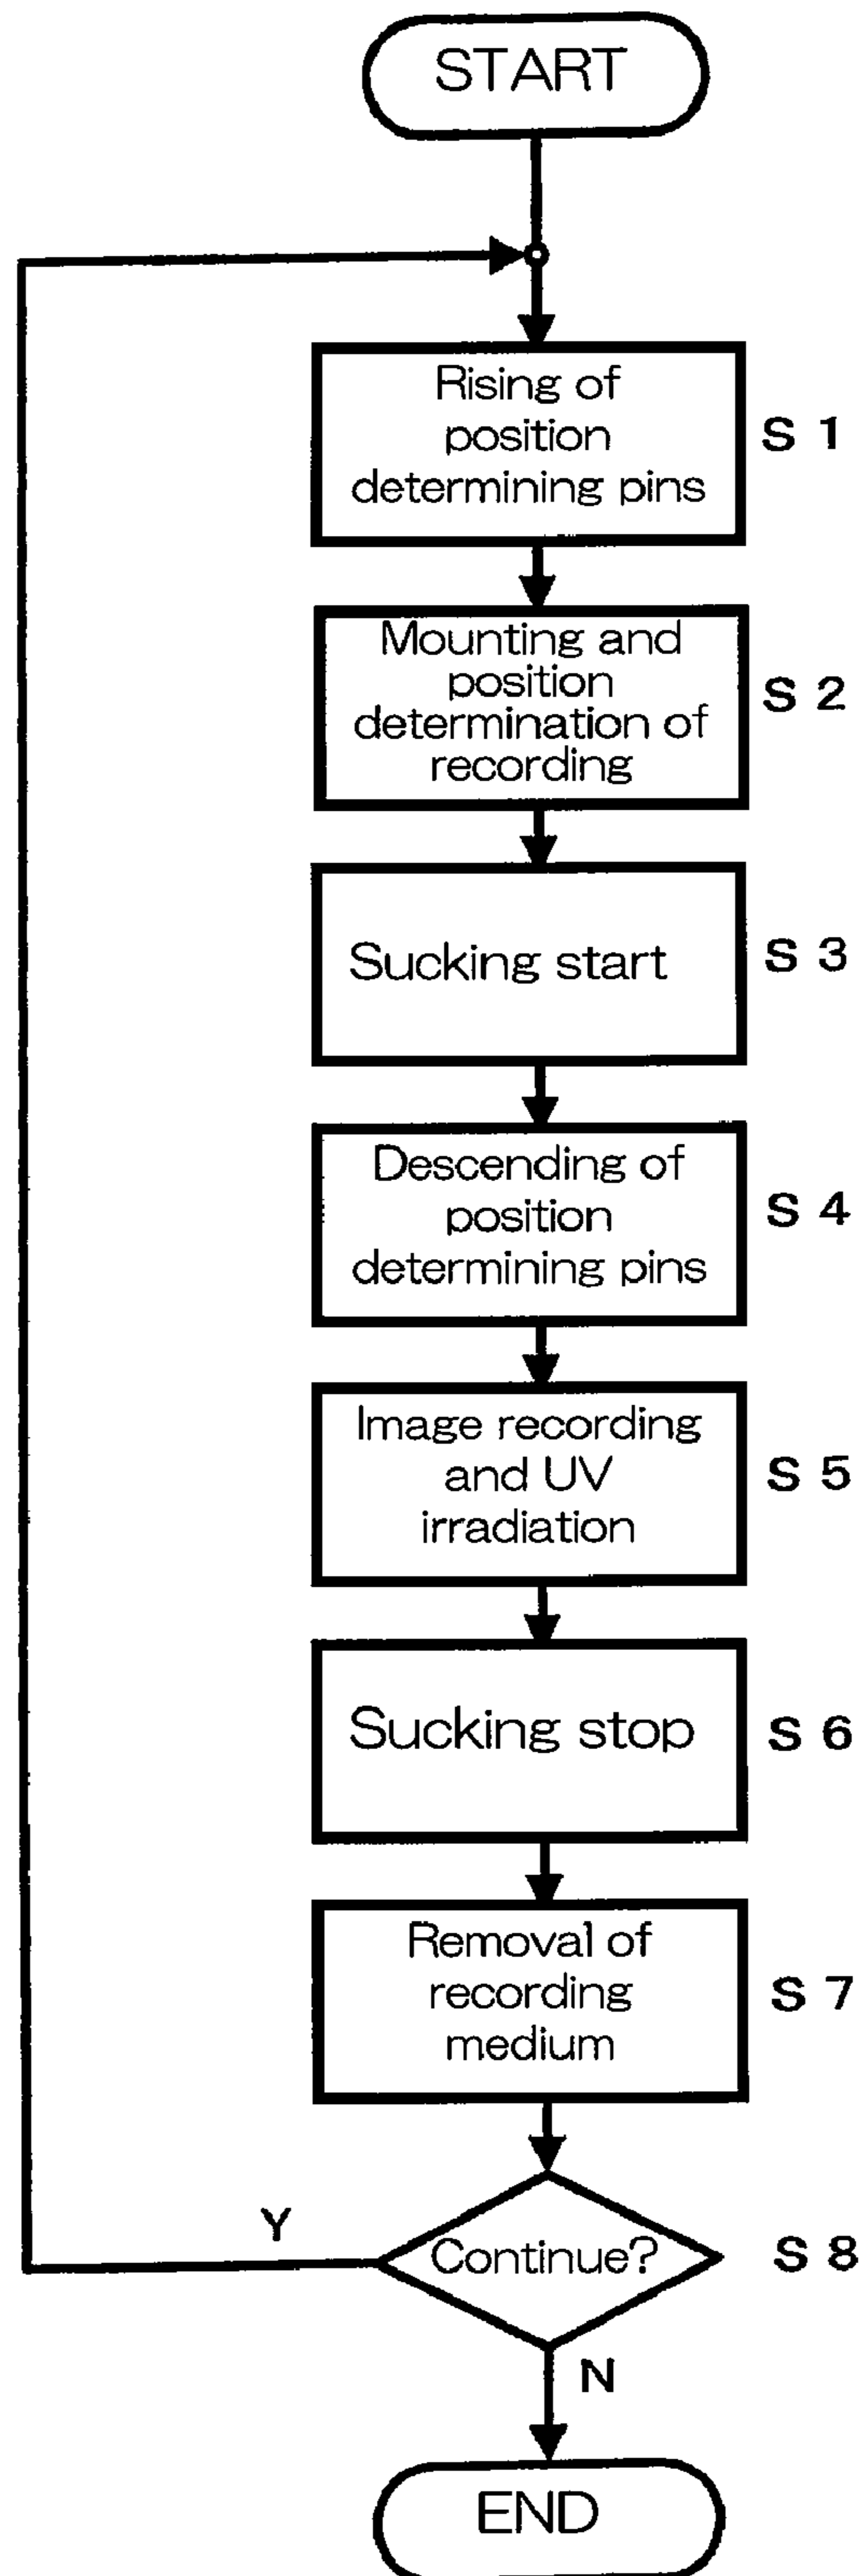 START
Rising of
position
determining pins
S 1
Mounting and
position
determination of
recording
S 2
Sucking start
S 3
Descending of
position
determining pins
S 4
Image recording
and UV
irradiation
S 5
Sucking stop
S 6
Removal of
recording
medium
S 7
Y
Continue?
S 8
N
END